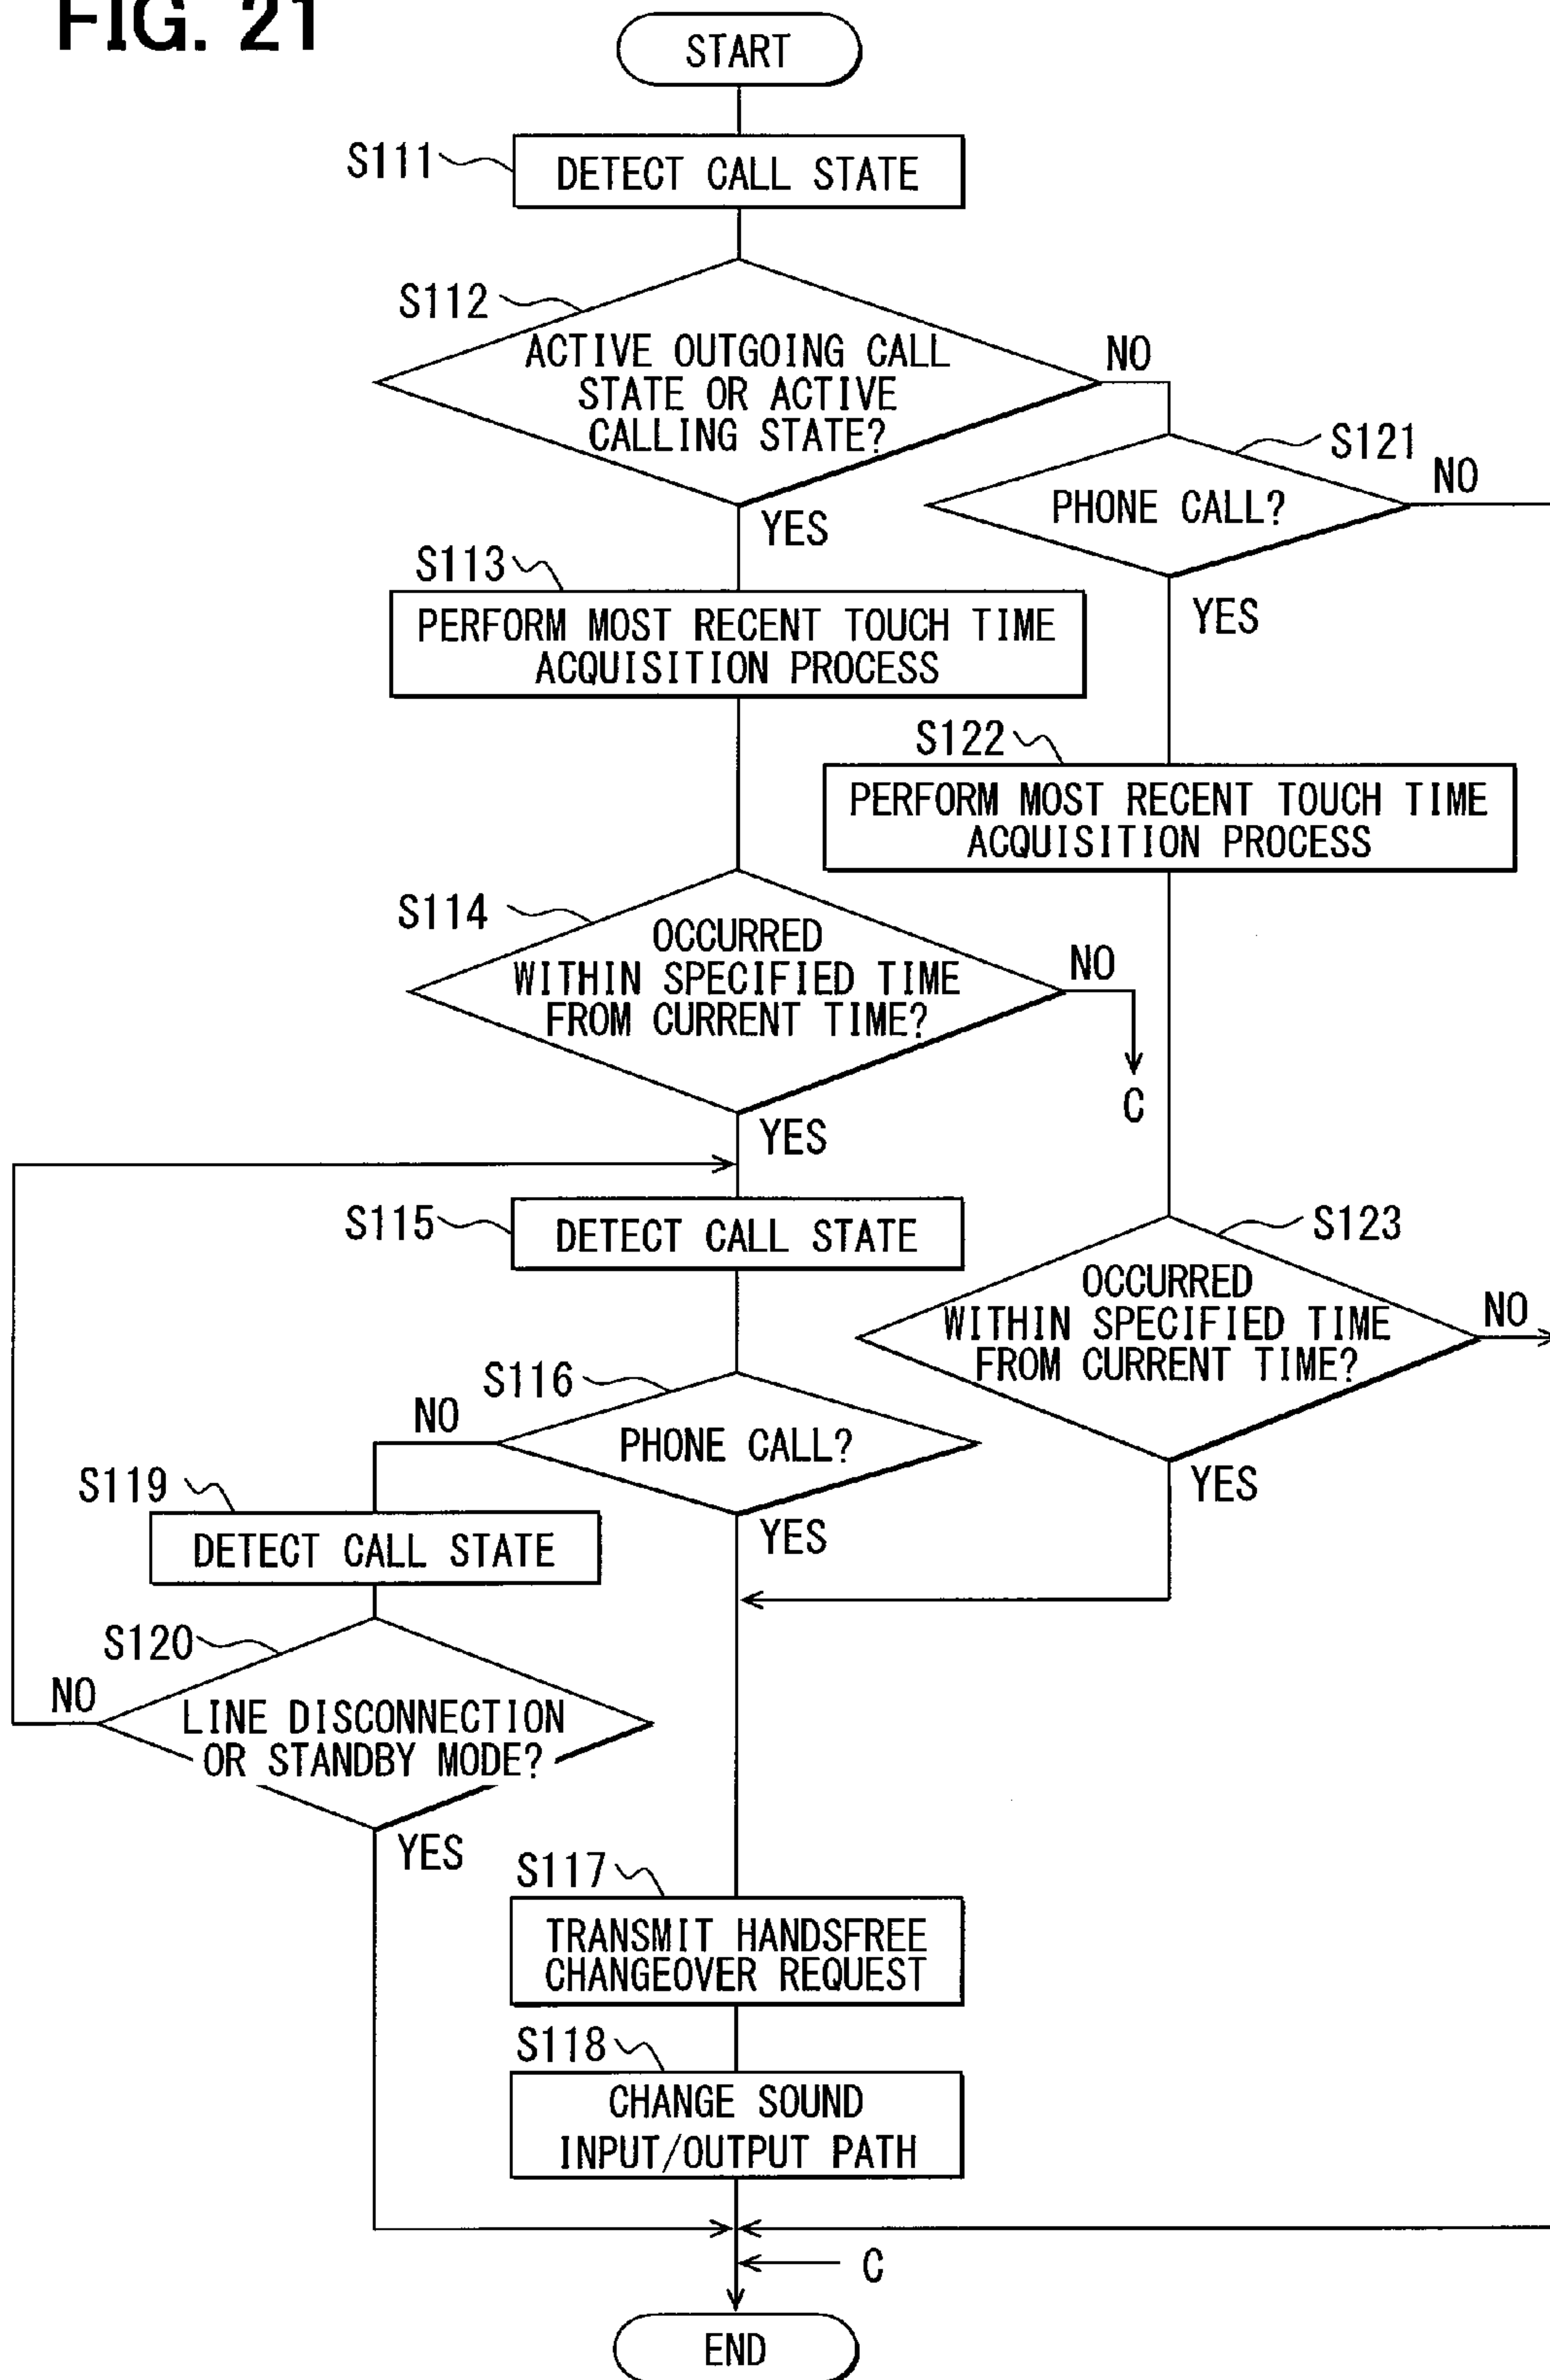 FIG. 21
START
S111
DETECT CALL STATE
S112
ACTIVE OUTGOING CALL
STATE OR ACTIVE
CALLING STATE?
NO
YES
S121
PHONE CALL?
NO
YES
S113
PERFORM MOST RECENT TOUCH TIME
ACQUISITION PROCESS
S122
PERFORM MOST RECENT TOUCH TIME
ACQUISITION PROCESS
S114
OCCURRED
WITHIN SPECIFIED TIME
FROM CURRENT TIME?
NO
C
YES
S115
DETECT CALL STATE
S123
OCCURRED
WITHIN SPECIFIED TIME
FROM CURRENT TIME?
NO
YES
S116
PHONE CALL?
NO
YES
S119
DETECT CALL STATE
S120
LINE DISCONNECTION
OR STANDBY MODE?
NO
YES
S117
TRANSMIT HANDSFREE
CHANGEOVER REQUEST
S118
CHANGE SOUND
INPUT/OUTPUT PATH
C
END